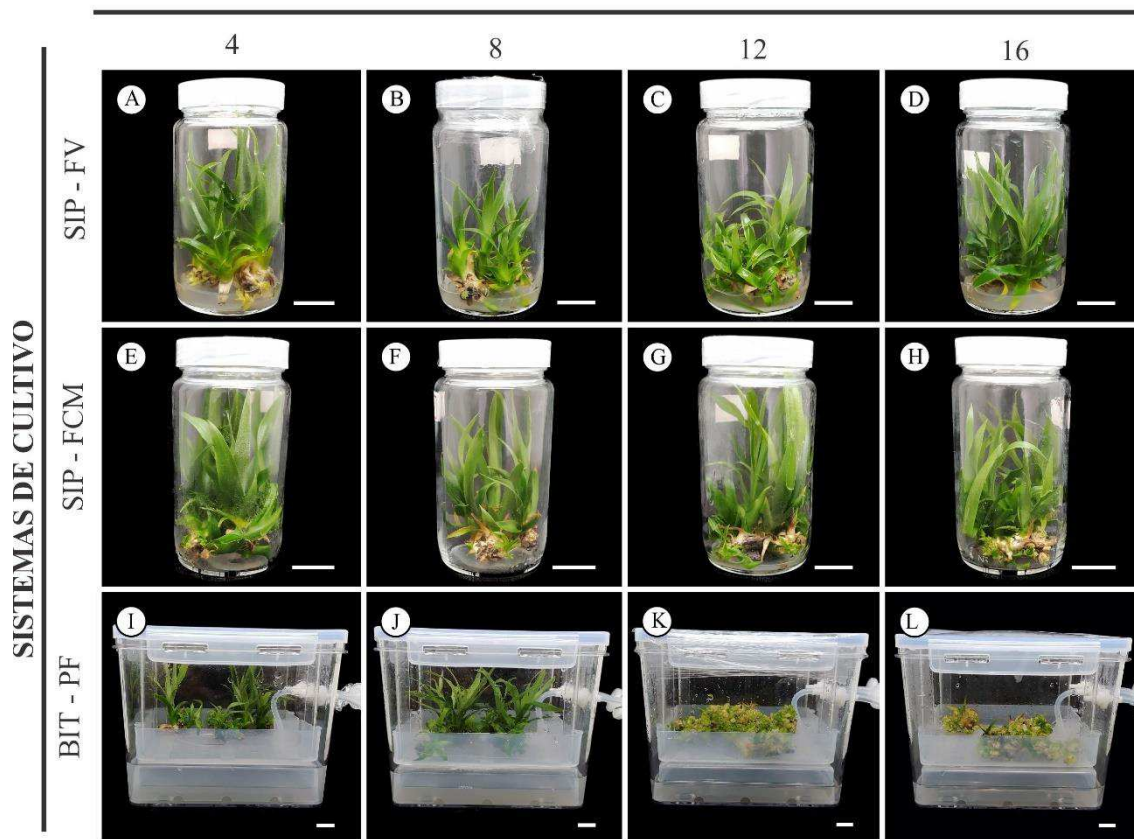 4 8 12 16
SISTEMAS DE CULTIVO
SIP - FV
A B C D
SIP - FCM
E F G H
BIT - PF
I J K L